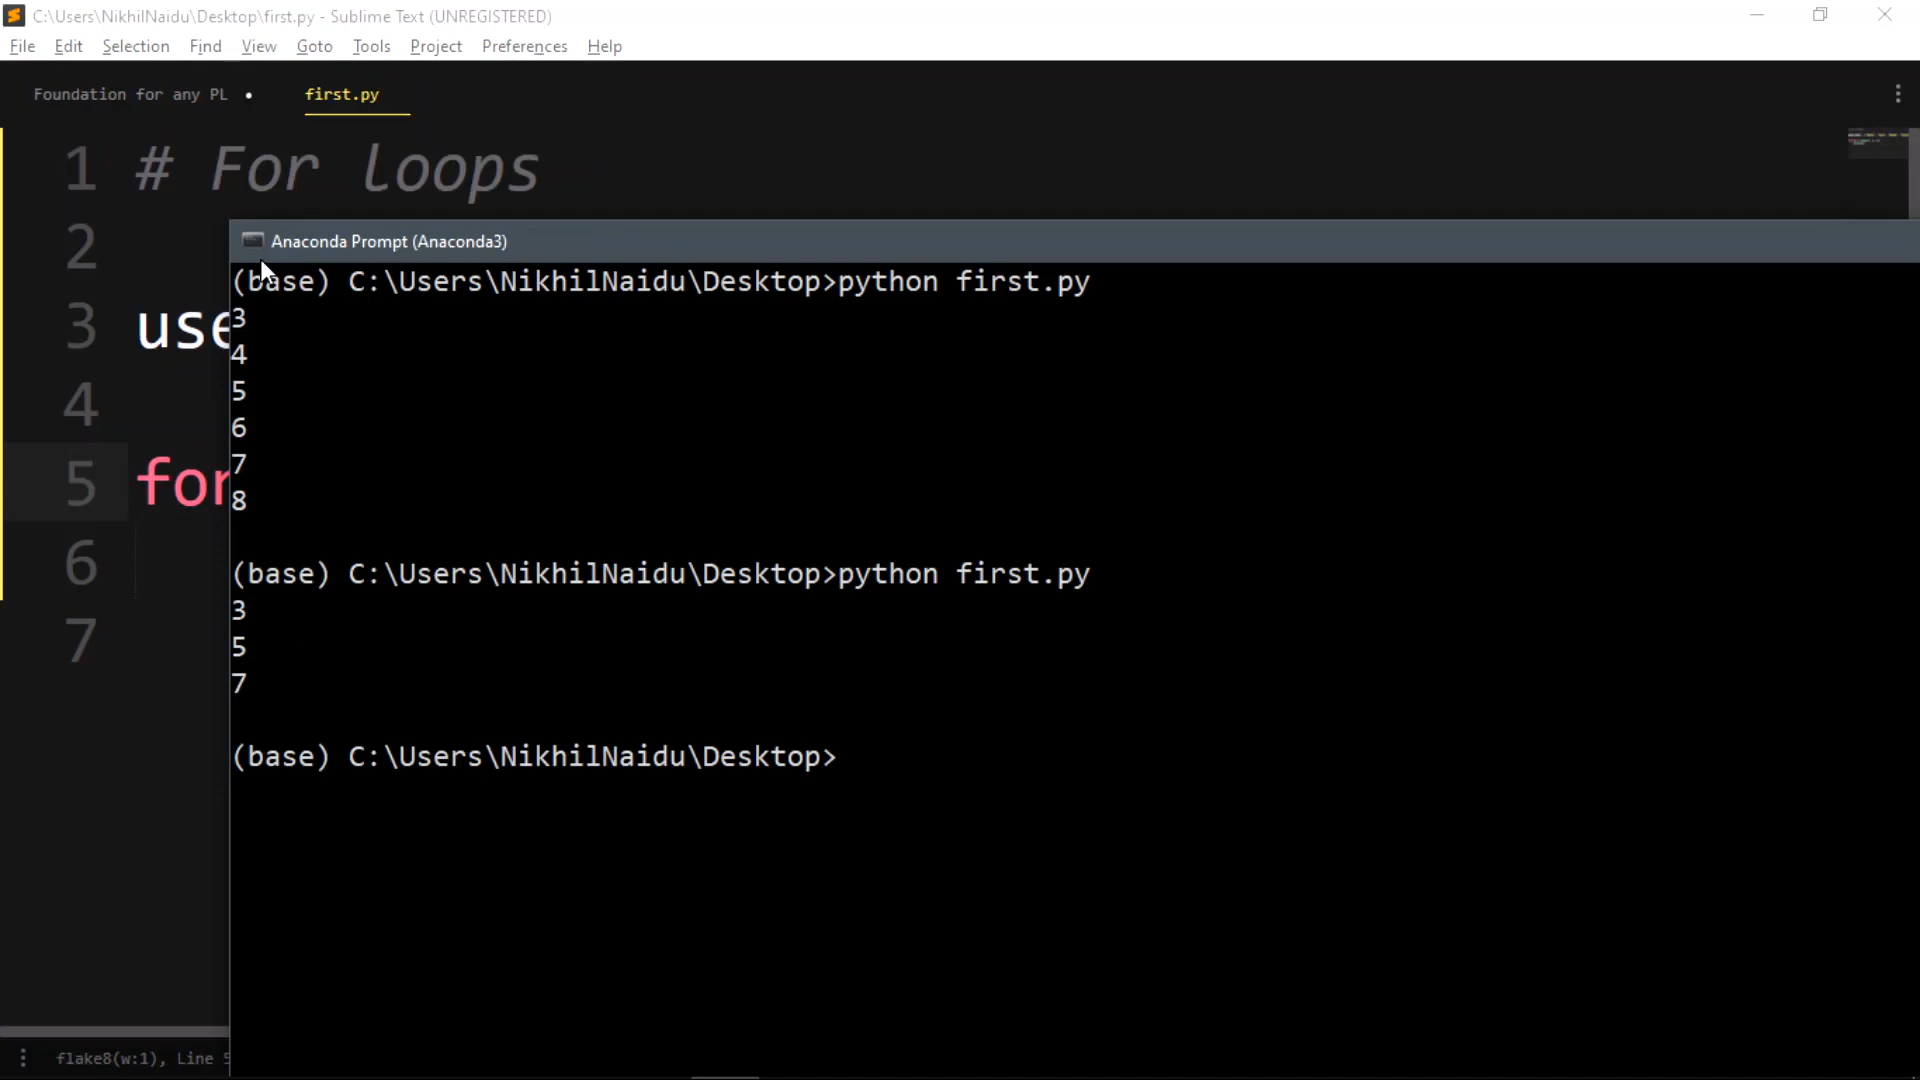 C:\Users\NikhilNaidu\Desktop\first.py - Sublime Text (UNREGISTERED)
File Edit Selection Find View Goto Tools Project Preferences Help
Foundation for any PL • first.py
1 # For loops
2
Anaconda Prompt (Anaconda3)
(base) C:\Users\NikhilNaidu\Desktop>python first.py
3
3 use
4
4
5
6
5 for
7
8
6
(base) C:\Users\NikhilNaidu\Desktop>python first.py
3
7
5
7
(base) C:\Users\NikhilNaidu\Desktop>
flake8(w:1), Line 5